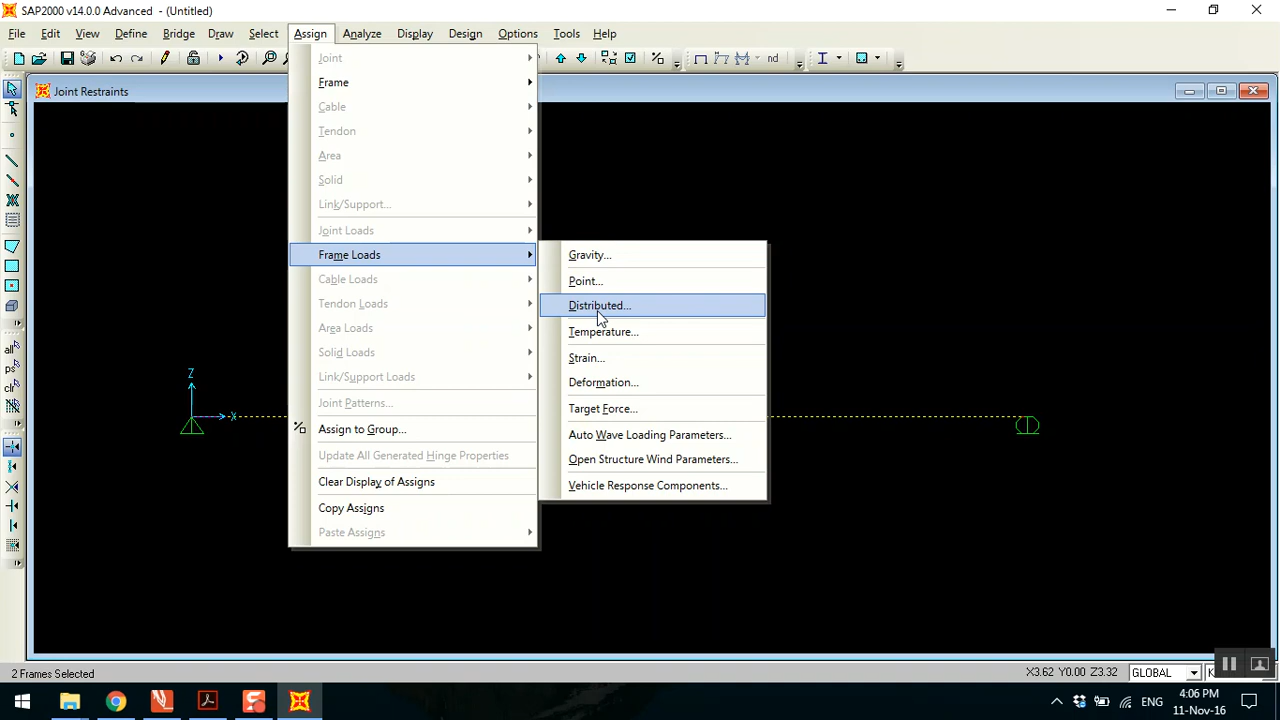 SAP2000 v14.0.0 Advanced - (Untitled)
File Edit View Define Bridge Draw Select Assign Analyze Display Design Options Tools Help
nd
Joint Restraints
Joint
Frame
Cable
Tendon
Area
Solid
Link/Support...
Joint Loads
Frame Loads
Cable Loads
Tendon Loads
Area Loads
Solid Loads
Link/Support Loads
Joint Patterns...
Assign to Group...
Update All Generated Hinge Properties
Clear Display of Assigns
Copy Assigns
Paste Assigns
Gravity...
Point...
Distributed...
Temperature...
Strain...
Deformation...
Target Force...
Auto Wave Loading Parameters...
Open Structure Wind Parameters...
Vehicle Response Components...
all
ps
clr
Z
X
2 Frames Selected
X3.62 Y0.00 Z3.32
GLOBAL
ENG
4:06 PM
11-Nov-16